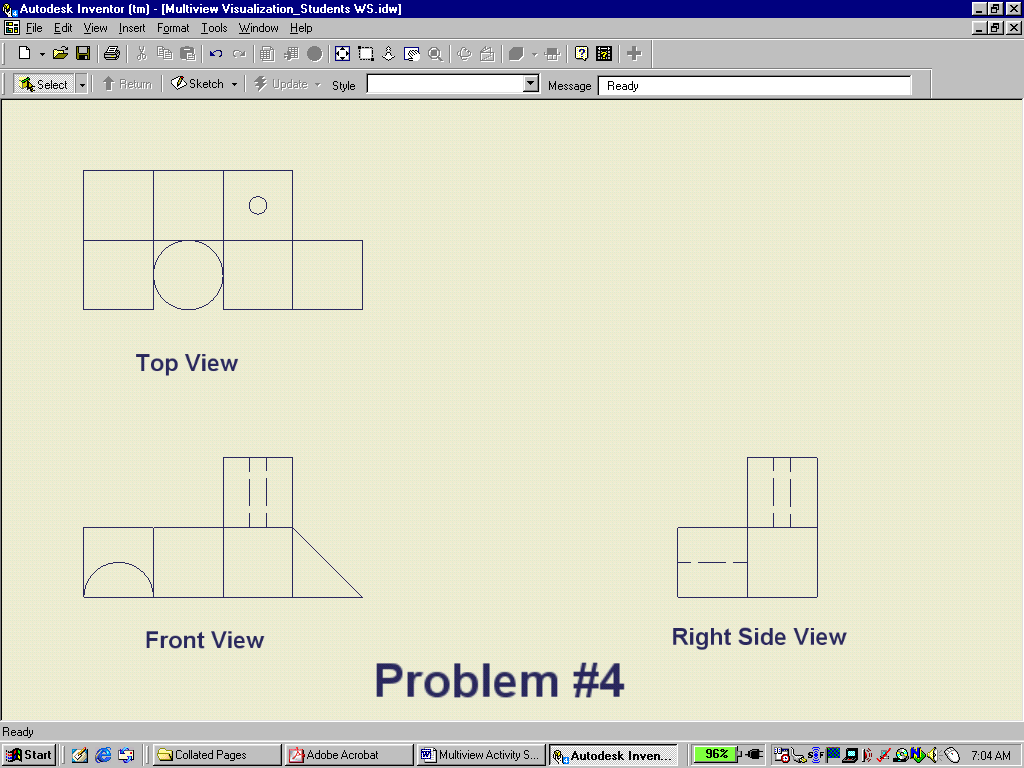 Autodesk Inventor (tm) - [Multiview Visualization_Students WS.idw]
File Edit View Insert Format Tools Window Help
Select Return Sketch Update Style Message Ready
Top View
Front View
Right Side View
Problem #4
Ready
Start Collated Pages Adobe Acrobat Multiview Activity S... Autodesk Inven... 96% 7:04 AM